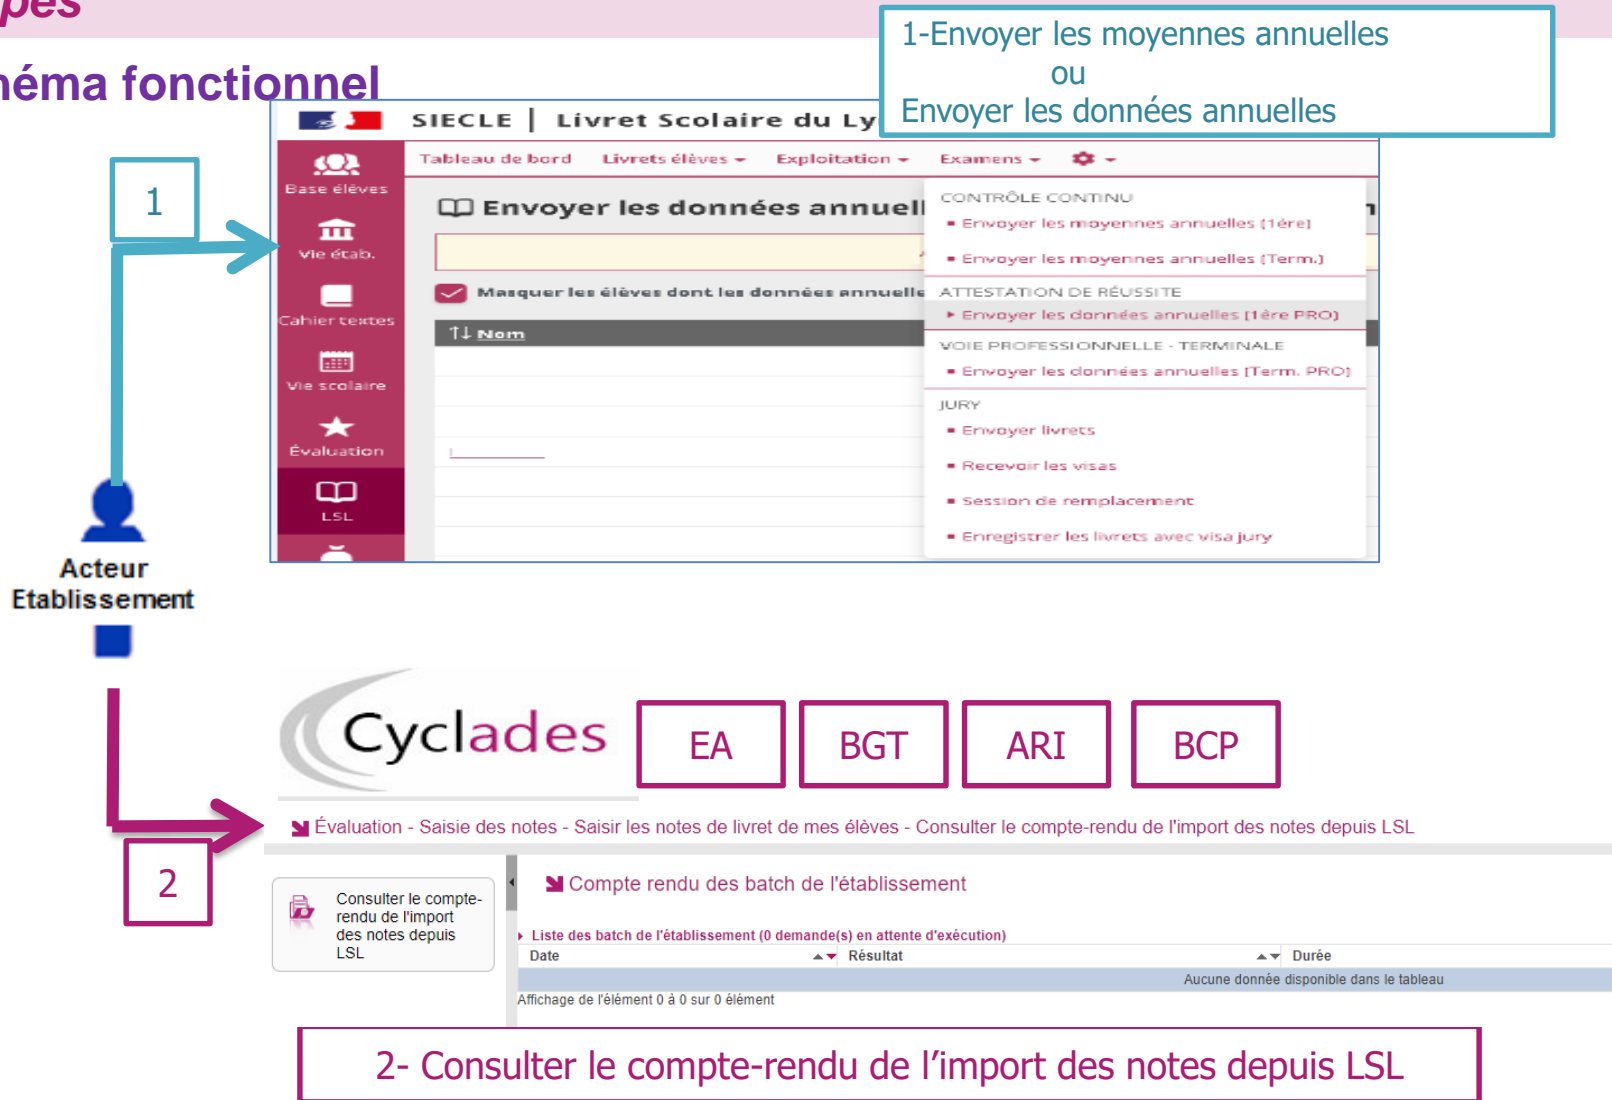 1-Envoyer les moyennes annuelles
ou
Envoyer les données annuelles
fonctionnel
SIECLE | Livret Scolaire du
Tableau de bord Livrets élèves Exploitation Examens
Base élèves
Vie étab.
Cahier textes
Vie scolaire
Évaluation
LSL
Envoyer les données
Masquer les élèves dont les données
Nom
CONTRÔLE CONTINU
Envoyer les moyennes annuelles (1ère)
Envoyer les moyennes annuelles (Term.)
ATTESTATION DE RÉUSSITE
Envoyer les données annuelles (1ère PRO)
VOIE PROFESSIONNELLE - TERMINALE
Envoyer les données annuelles (Term. PRO)
JURY
Envoyer livrets
Recevoir les visas
Session de remplacement
Enregistrer les livrets avec visa jury
1
Acteur
Etablissement
Cyclades
EA
BGT
ARI
BCP
Évaluation - Saisie des notes - Saisir les notes de livret de mes élèves - Consulter le compte-rendu de l'import des notes depuis LSL
2
Consulter le compte-
rendu de l'import
des notes depuis
LSL
Compte rendu des batch de l'établissement
Liste des batch de l'établissement (0 demande(s) en attente d'exécution)
Date Résultat Durée
Aucune donnée disponible dans le tableau
Affichage de l'élément 0 à 0 sur 0 élément
2- Consulter le compte-rendu de l’import des notes depuis LSL